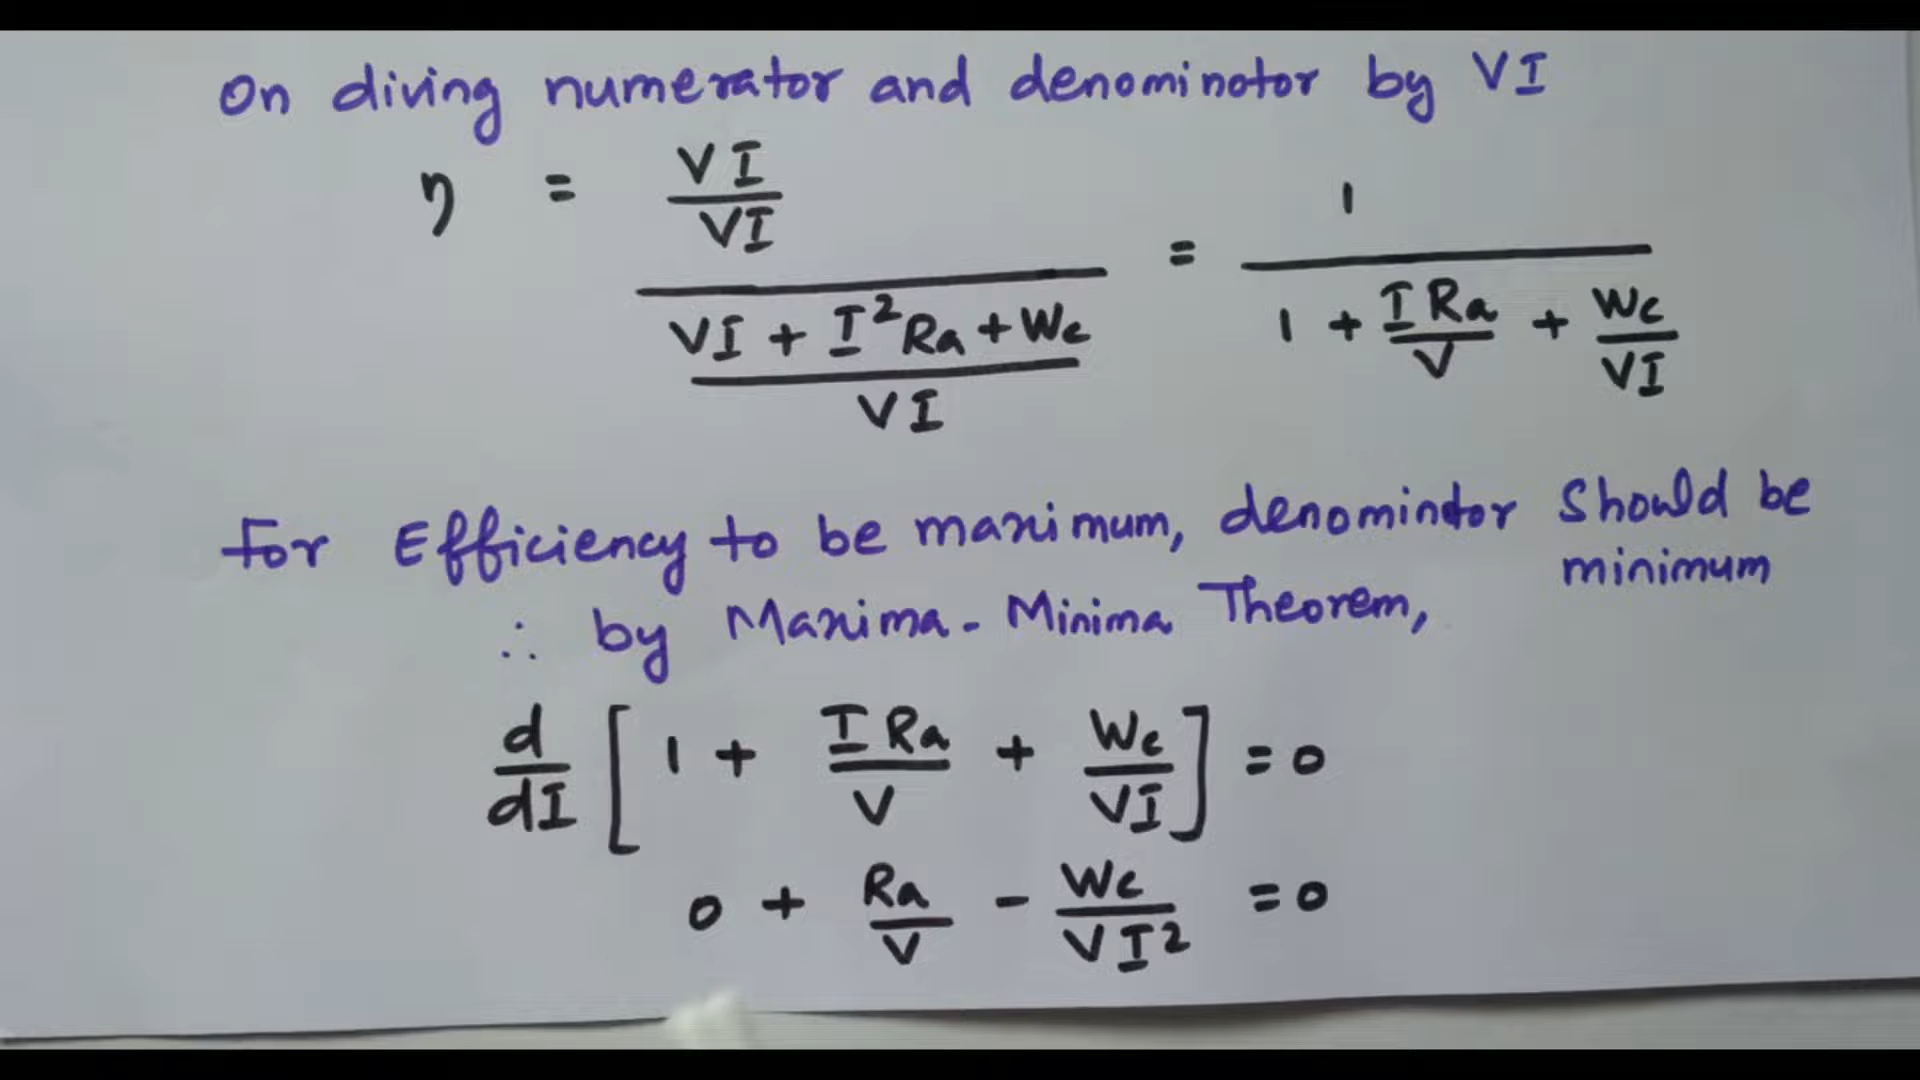 On diving numerator and denominotor by VI
η = VI/VI / (VI + I²Ra + Wc)/VI = 1 / (1 + IRa/V + Wc/VI)
For Efficiency to be maximum, denomintor should be
minimum
∴ by Maxima - Minima Theorem,
d/dI [1 + IRa/V + Wc/VI] = 0
0 + Ra/V - Wc/VI² = 0